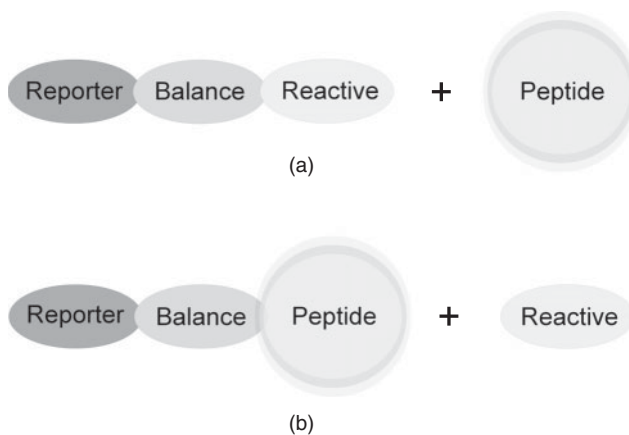 Reporter Balance Reactive + Peptide
(a)
Reporter Balance Peptide + Reactive
(b)